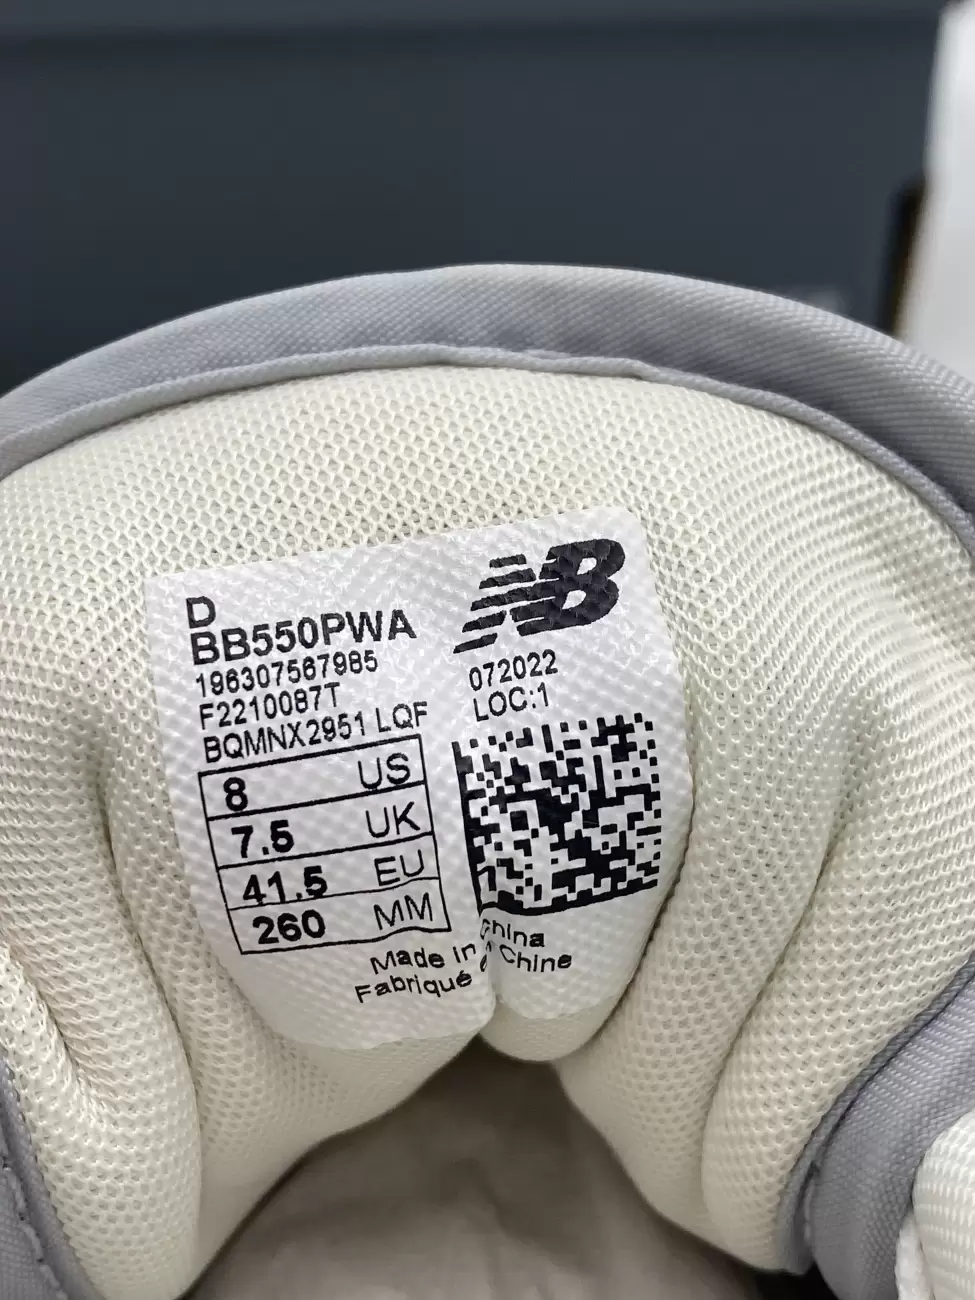 D
BB550PWA
196307567985
F2210087T
BQMNX2951 LQF
8 US
7.5 UK
41.5 EU
260 MM
NB
072022
LOC:1
Made in China
Fabriqué e Chine